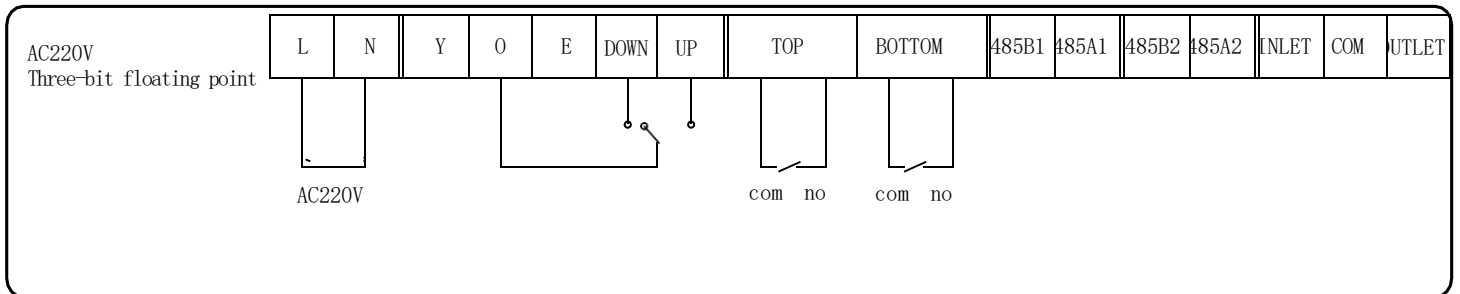 AC220V
Three-bit floating point
L N Y O E DOWN UP TOP BOTTOM 485B1 485A1 485B2 485A2 INLET COM UTLET
AC220V
com no com no